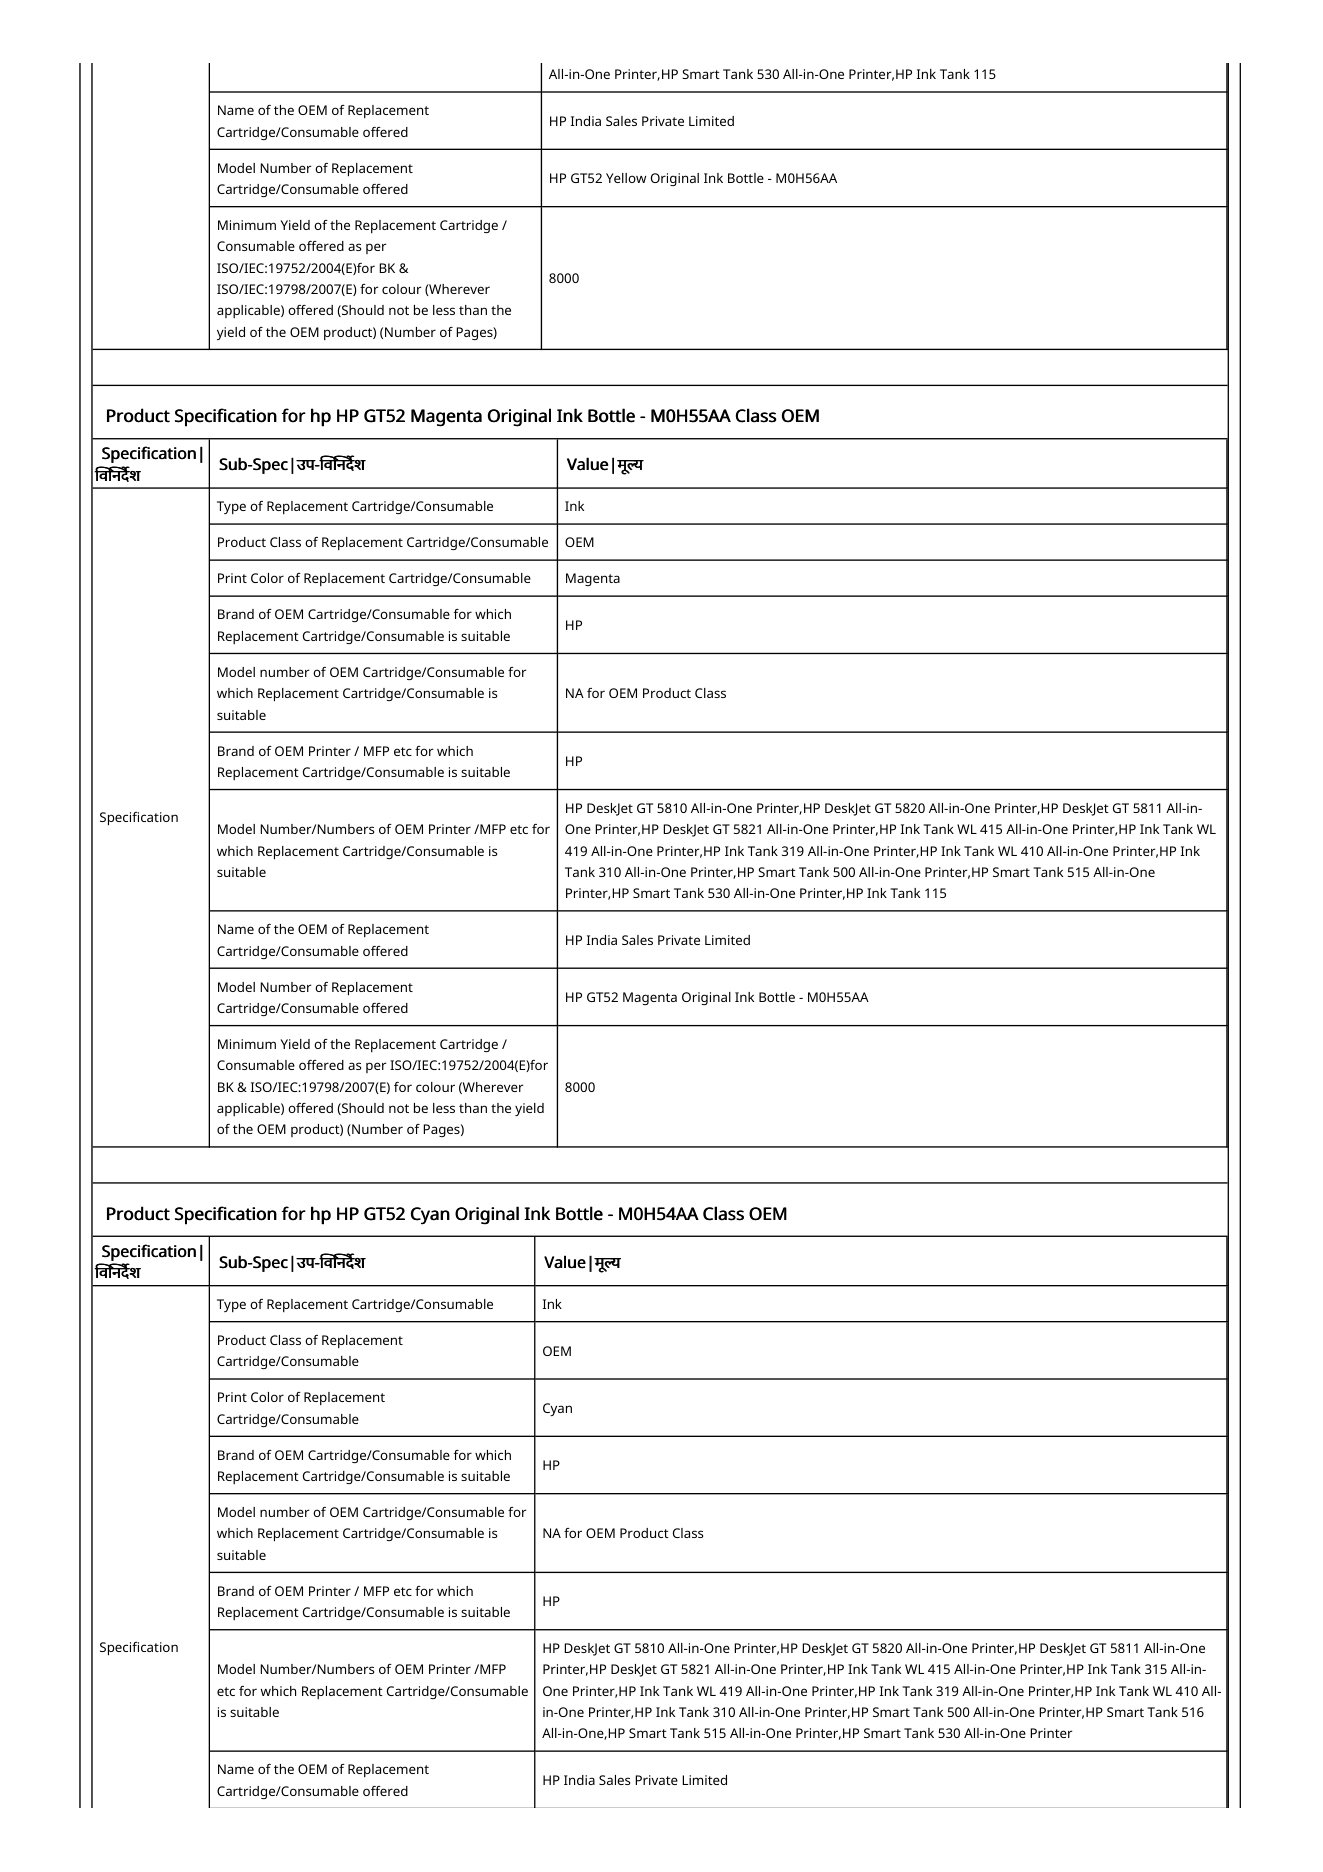 All-in-One Printer,HP Smart Tank 530 All-in-One Printer,HP Ink Tank 115
Name of the OEM of Replacement
Cartridge/Consumable offered
HP India Sales Private Limited
Model Number of Replacement
Cartridge/Consumable offered
HP GT52 Yellow Original Ink Bottle - M0H56AA
Minimum Yield of the Replacement Cartridge /
Consumable offered as per
ISO/IEC:19752/2004(E)for BK &
ISO/IEC:19798/2007(E) for colour (Wherever
applicable) offered (Should not be less than the
yield of the OEM product) (Number of Pages)
8000
Product Specification for hp HP GT52 Magenta Original Ink Bottle - M0H55AA Class OEM
Specification|
विनिर्देश
Sub-Spec|उप-विनिर्देश
Value|मूल्य
Specification
Type of Replacement Cartridge/Consumable
Ink
Product Class of Replacement Cartridge/Consumable
OEM
Print Color of Replacement Cartridge/Consumable
Magenta
Brand of OEM Cartridge/Consumable for which
Replacement Cartridge/Consumable is suitable
HP
Model number of OEM Cartridge/Consumable for
which Replacement Cartridge/Consumable is
suitable
NA for OEM Product Class
Brand of OEM Printer / MFP etc for which
Replacement Cartridge/Consumable is suitable
HP
Model Number/Numbers of OEM Printer /MFP etc for
which Replacement Cartridge/Consumable is
suitable
HP DeskJet GT 5810 All-in-One Printer,HP DeskJet GT 5820 All-in-One Printer,HP DeskJet GT 5811 All-in-
One Printer,HP DeskJet GT 5821 All-in-One Printer,HP Ink Tank WL 415 All-in-One Printer,HP Ink Tank WL
419 All-in-One Printer,HP Ink Tank 319 All-in-One Printer,HP Ink Tank WL 410 All-in-One Printer,HP Ink
Tank 310 All-in-One Printer,HP Smart Tank 500 All-in-One Printer,HP Smart Tank 515 All-in-One
Printer,HP Smart Tank 530 All-in-One Printer,HP Ink Tank 115
Name of the OEM of Replacement
Cartridge/Consumable offered
HP India Sales Private Limited
Model Number of Replacement
Cartridge/Consumable offered
HP GT52 Magenta Original Ink Bottle - M0H55AA
Minimum Yield of the Replacement Cartridge /
Consumable offered as per ISO/IEC:19752/2004(E)for
BK & ISO/IEC:19798/2007(E) for colour (Wherever
applicable) offered (Should not be less than the yield
of the OEM product) (Number of Pages)
8000
Product Specification for hp HP GT52 Cyan Original Ink Bottle - M0H54AA Class OEM
Specification|
विनिर्देश
Sub-Spec|उप-विनिर्देश
Value|मूल्य
Specification
Type of Replacement Cartridge/Consumable
Ink
Product Class of Replacement
Cartridge/Consumable
OEM
Print Color of Replacement
Cartridge/Consumable
Cyan
Brand of OEM Cartridge/Consumable for which
Replacement Cartridge/Consumable is suitable
HP
Model number of OEM Cartridge/Consumable for
which Replacement Cartridge/Consumable is
suitable
NA for OEM Product Class
Brand of OEM Printer / MFP etc for which
Replacement Cartridge/Consumable is suitable
HP
Model Number/Numbers of OEM Printer /MFP
etc for which Replacement Cartridge/Consumable
is suitable
HP DeskJet GT 5810 All-in-One Printer,HP DeskJet GT 5820 All-in-One Printer,HP DeskJet GT 5811 All-in-One
Printer,HP DeskJet GT 5821 All-in-One Printer,HP Ink Tank WL 415 All-in-One Printer,HP Ink Tank 315 All-in-
One Printer,HP Ink Tank WL 419 All-in-One Printer,HP Ink Tank 319 All-in-One Printer,HP Ink Tank WL 410 All-
in-One Printer,HP Ink Tank 310 All-in-One Printer,HP Smart Tank 500 All-in-One Printer,HP Smart Tank 516
All-in-One,HP Smart Tank 515 All-in-One Printer,HP Smart Tank 530 All-in-One Printer
Name of the OEM of Replacement
Cartridge/Consumable offered
HP India Sales Private Limited